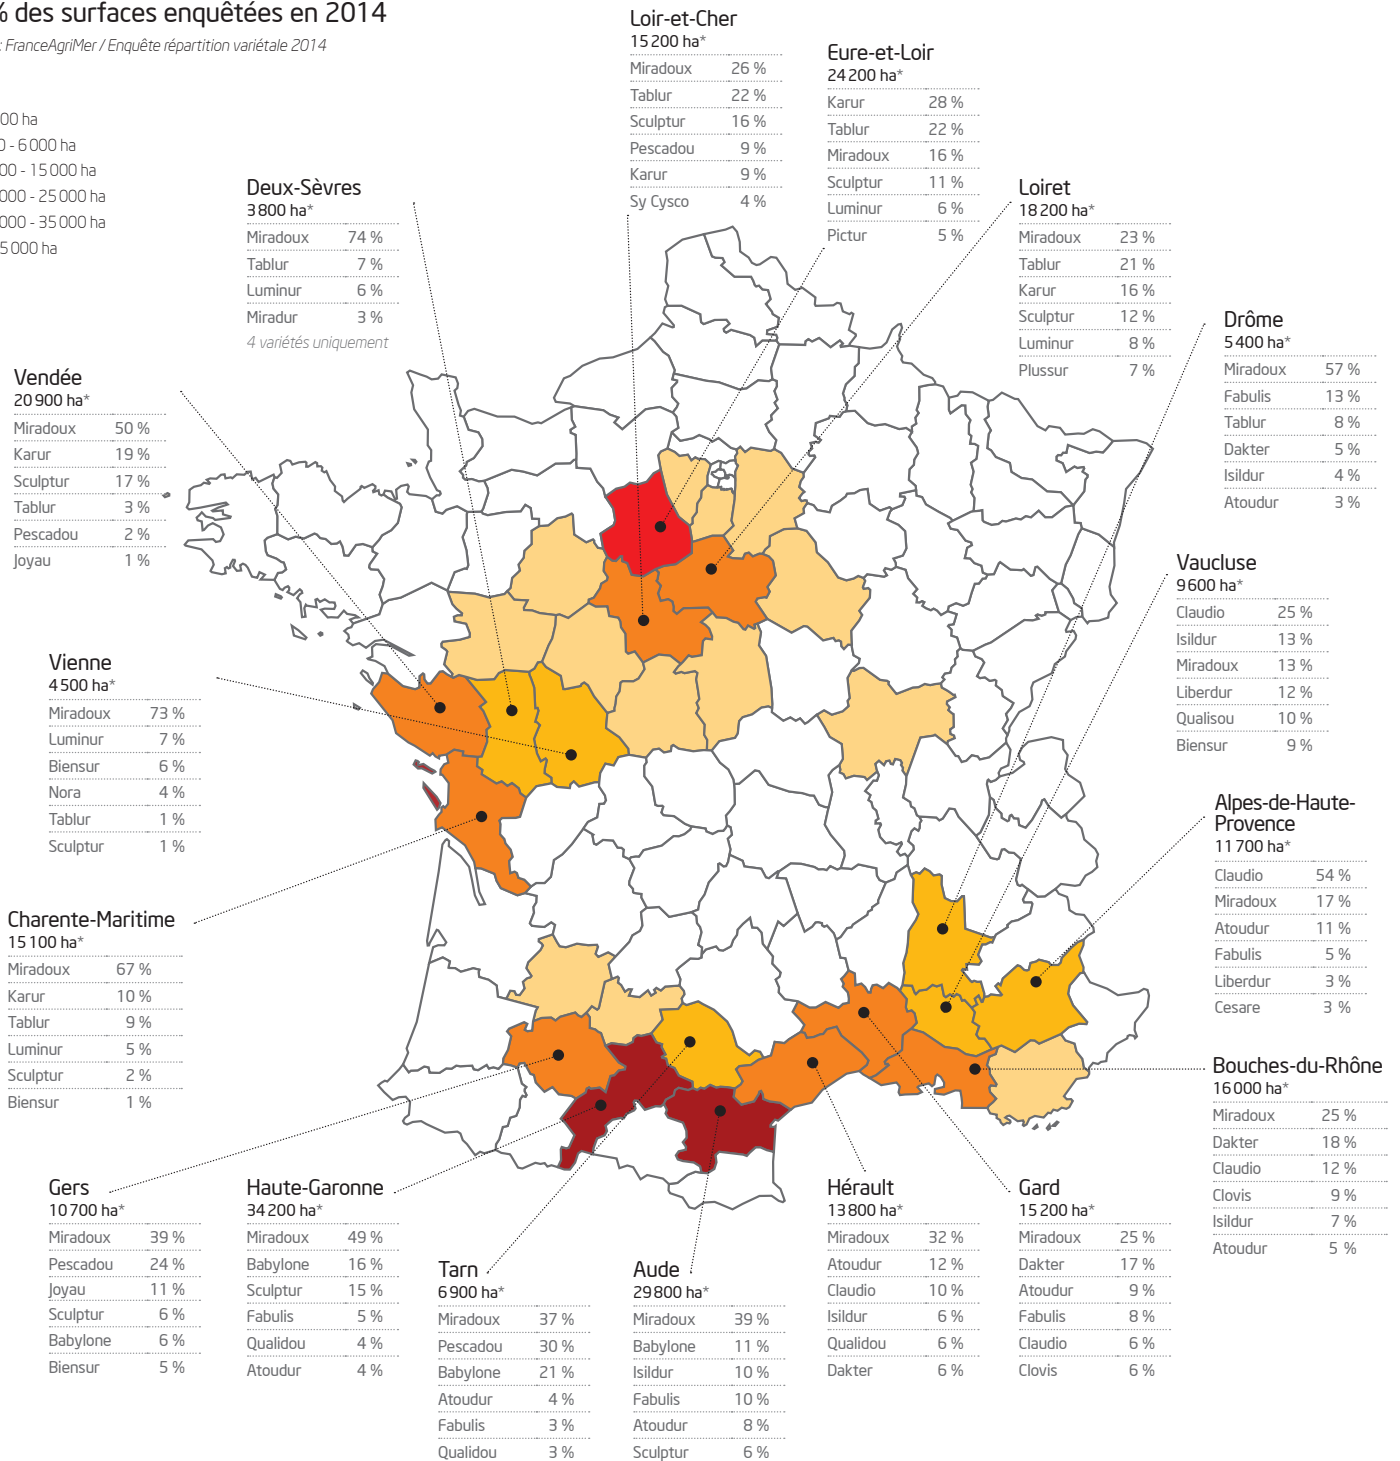 % des surfaces enquêtées en 2014
: FranceAgriMer / Enquête répartition variétale 2014
00 ha
0 - 6 000 ha
00 - 15 000 ha
000 - 25 000 ha
000 - 35 000 ha
5 000 ha
Loir-et-Cher
15 200 ha*
Miradoux 26 %
Tablur 22 %
Sculptur 16 %
Pescadou 9 %
Karur 9 %
Sy Cysco 4 %
Eure-et-Loir
24 200 ha*
Karur 28 %
Tablur 22 %
Miradoux 16 %
Sculptur 11 %
Luminur 6 %
Pictur 5 %
Deux-Sèvres
3 800 ha*
Miradoux 74 %
Tablur 7 %
Luminur 6 %
Miradur 3 %
4 variétés uniquement
Loiret
18 200 ha*
Miradoux 23 %
Tablur 21 %
Karur 16 %
Sculptur 12 %
Luminur 8 %
Plussur 7 %
Drôme
5 400 ha*
Miradoux 57 %
Fabulis 13 %
Tablur 8 %
Dakter 5 %
Isildur 4 %
Atoudur 3 %
Vendée
20 900 ha*
Miradoux 50 %
Karur 19 %
Sculptur 17 %
Tablur 3 %
Pescadou 2 %
Joyau 1 %
Vaucluse
9 600 ha*
Claudio 25 %
Isildur 13 %
Miradoux 13 %
Liberdur 12 %
Qualisou 10 %
Biensur 9 %
Vienne
4 500 ha*
Miradoux 73 %
Luminur 7 %
Biensur 6 %
Nora 4 %
Tablur 1 %
Sculptur 1 %
Alpes-de-Haute-
Provence
11 700 ha*
Claudio 54 %
Miradoux 17 %
Atoudur 11 %
Fabulis 5 %
Liberdur 3 %
Cesare 3 %
Charente-Maritime
15 100 ha*
Miradoux 67 %
Karur 10 %
Tablur 9 %
Luminur 5 %
Sculptur 2 %
Biensur 1 %
Bouches-du-Rhône
16 000 ha*
Miradoux 25 %
Dakter 18 %
Claudio 12 %
Clovis 9 %
Isildur 7 %
Atoudur 5 %
Gers
10 700 ha*
Miradoux 39 %
Pescadou 24 %
Joyau 11 %
Sculptur 6 %
Babylone 6 %
Biensur 5 %
Haute-Garonne
34 200 ha*
Miradoux 49 %
Babylone 16 %
Sculptur 15 %
Fabulis 5 %
Qualidou 4 %
Atoudur 4 %
Tarn
6 900 ha*
Miradoux 37 %
Pescadou 30 %
Babylone 21 %
Atoudur 4 %
Fabulis 3 %
Qualidou 3 %
Aude
29 800 ha*
Miradoux 39 %
Babylone 11 %
Isildur 10 %
Fabulis 10 %
Atoudur 8 %
Sculptur 6 %
Hérault
13 800 ha*
Miradoux 32 %
Atoudur 12 %
Claudio 10 %
Isildur 6 %
Qualidou 6 %
Dakter 6 %
Gard
15 200 ha*
Miradoux 25 %
Dakter 17 %
Atoudur 9 %
Fabulis 8 %
Claudio 6 %
Clovis 6 %